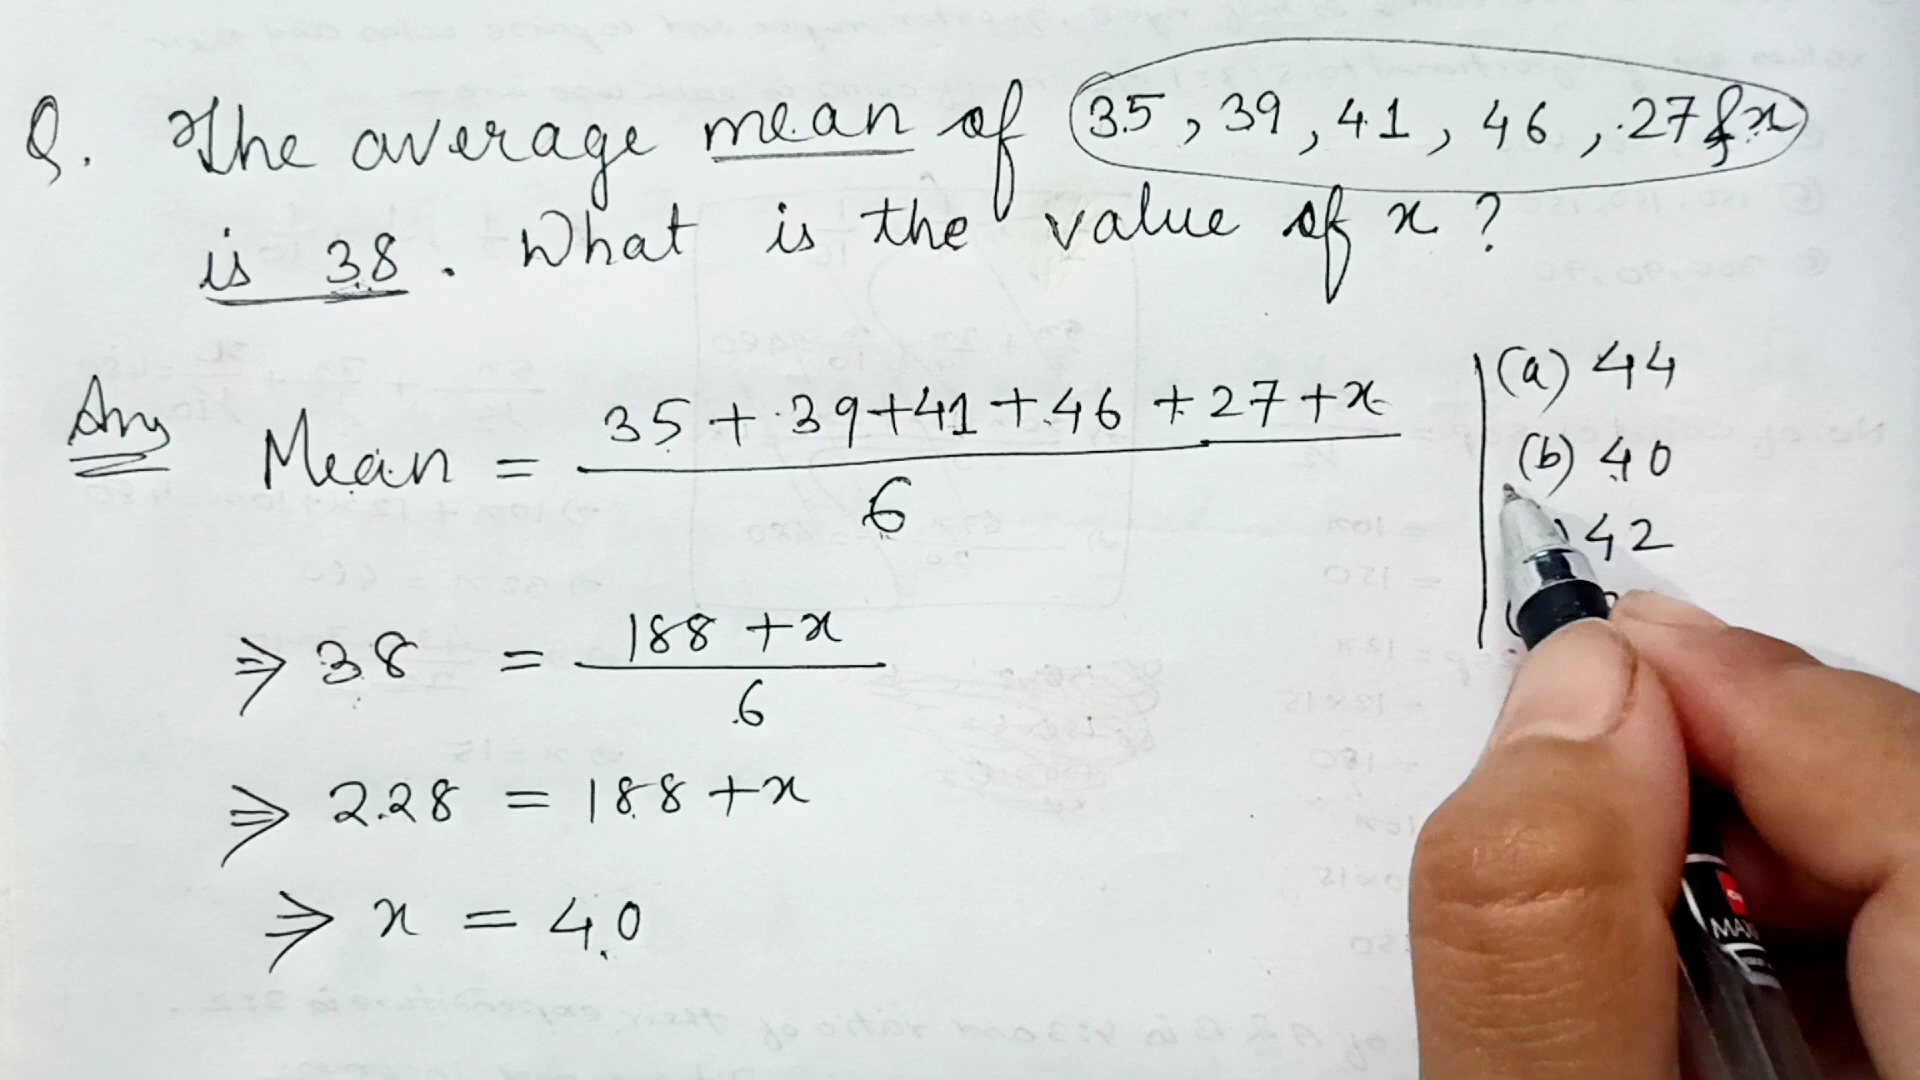 Q. The average mean of 35, 39, 41, 46, 27 & x
is 38. What is the value of x ?
Ans Mean = 35 + 39 + 41 + 46 + 27 + x
6
(a) 44
(b) 40
) 42
⇒ 38 = 188 + x
6
⇒ 228 = 188 + x
⇒ x = 40